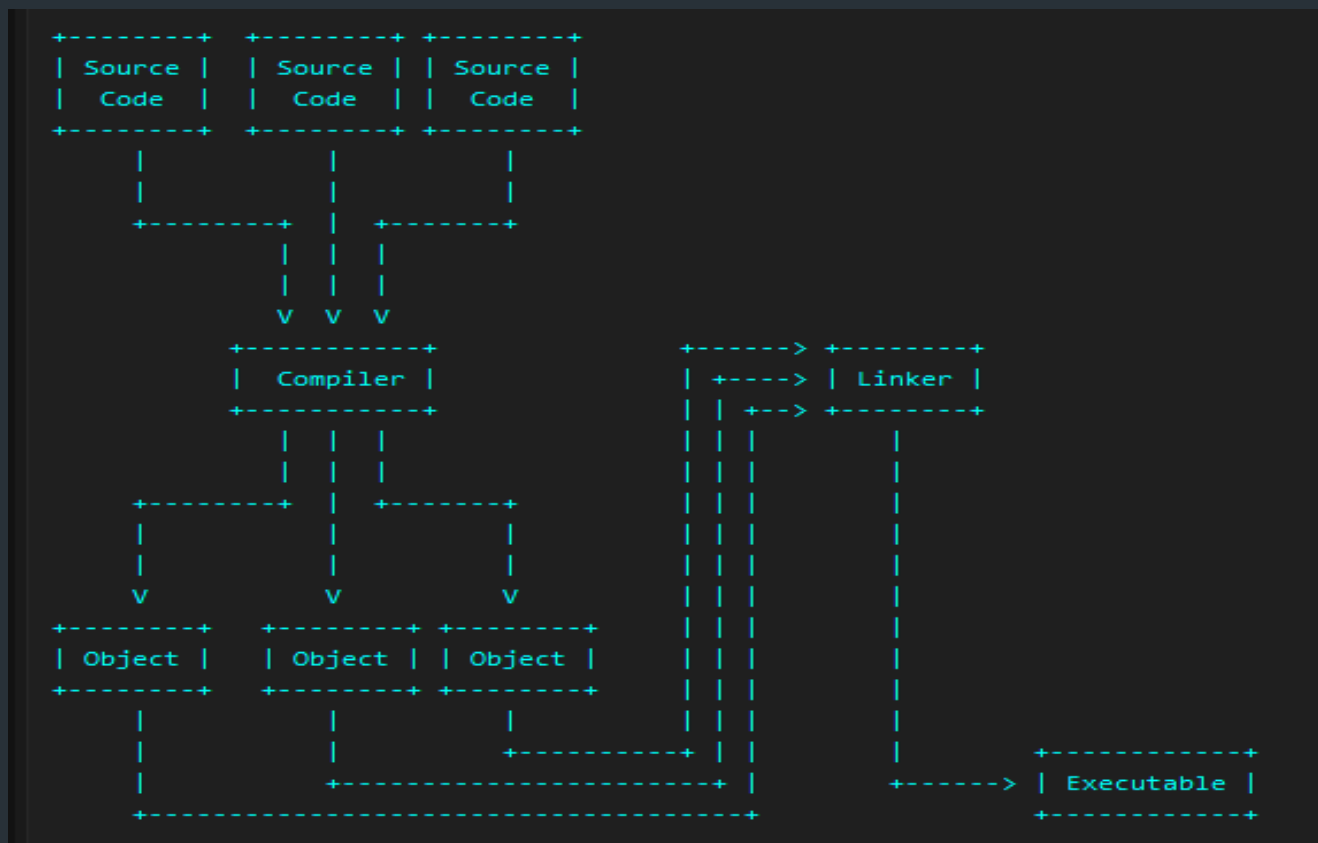 Source Source Source
Code Code Code
V V V
Compiler
Linker
V V V
Object Object Object
Executable